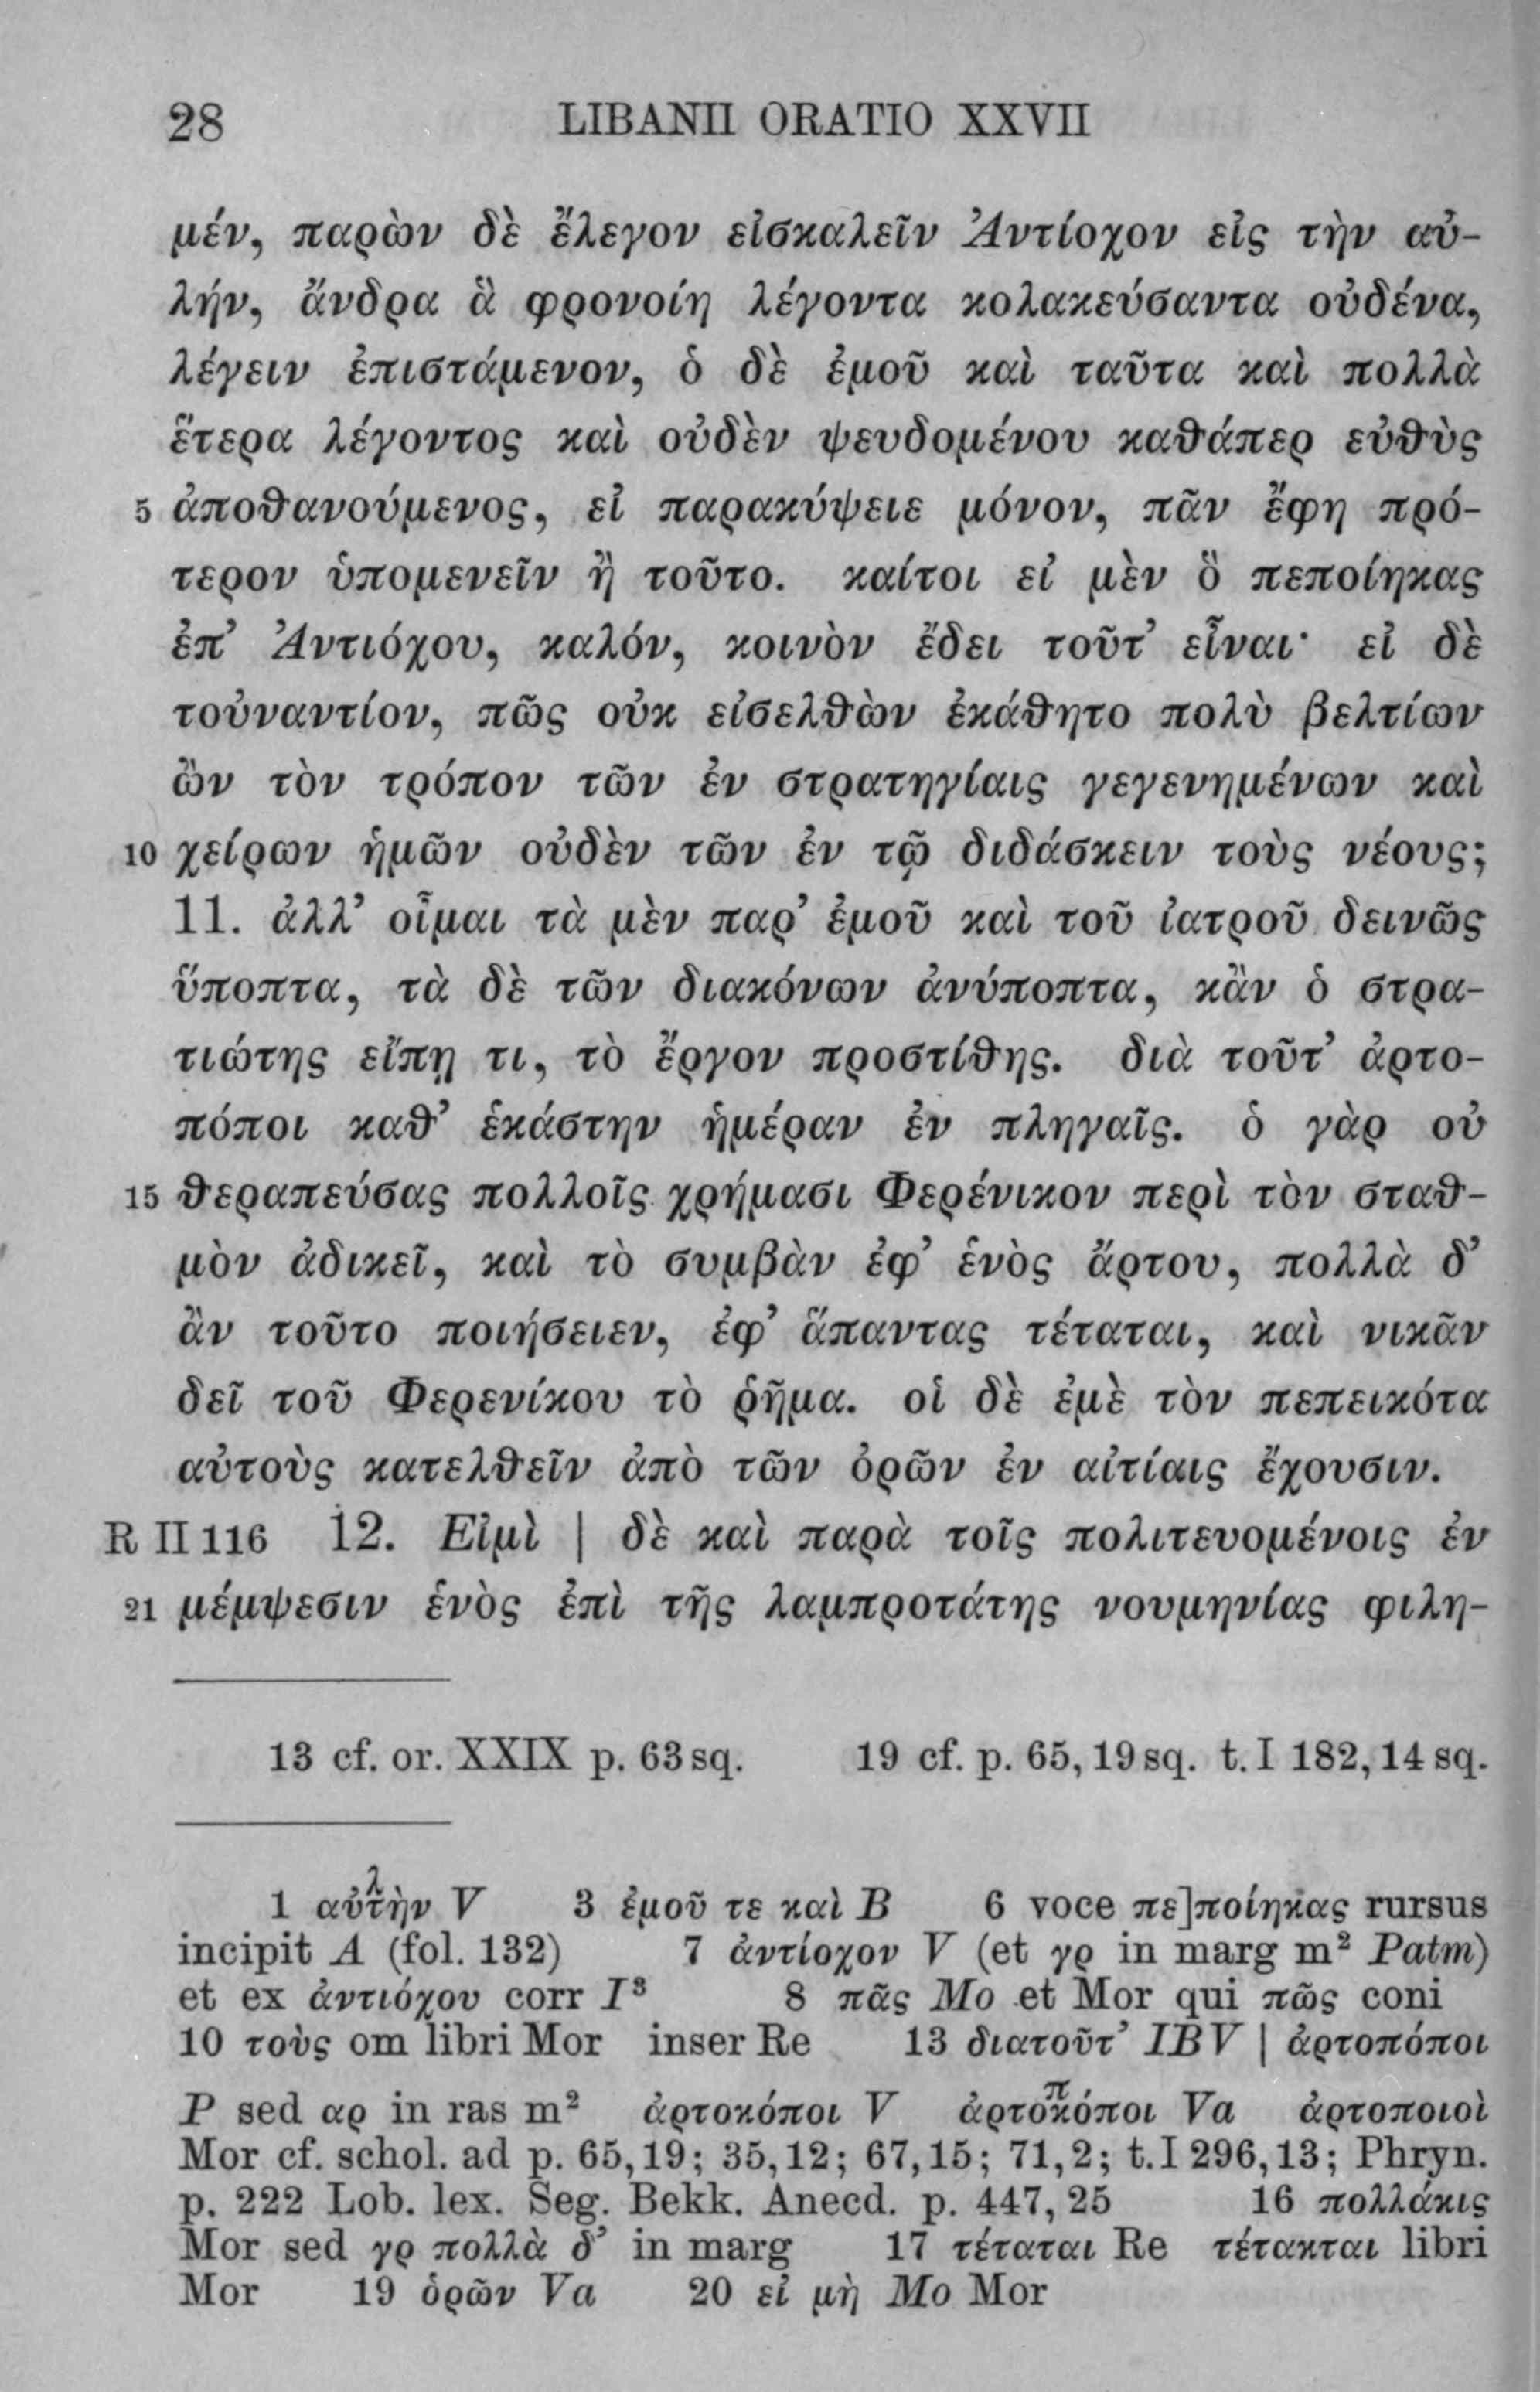 28 LIBANII ORATIO XXVII
μέν, παρὼν δὲ ἔλεγον εἰσκαλεῖν Ἀντίοχον εἰς τὴν αὐ-
λήν, ἄνδρα ἃ φρονοίη λέγοντα κολακεύσαντα οὐδένα,
λέγειν ἐπιστάμενον, ὁ δὲ ἐμοῦ καὶ ταῦτα καὶ πολλὰ
ἕτερα λέγοντος καὶ οὐδὲν ψευδομένου καθάπερ εὐθὺς
5 ἀποθανούμενος, εἰ παρακύψειε μόνον, πᾶν ἔφη πρό-
τερον ὑπομενεῖν ἢ τοῦτο. καίτοι εἰ μὲν ὃ πεποίηκας
ἐπ’ Ἀντιόχου, καλόν, κοινὸν ἔδει τοῦτ’ εἶναι· εἰ δὲ
τοὐναντίον, πῶς οὐκ εἰσελθὼν ἐκάθητο πολὺ βελτίων
ὢν τὸν τρόπον τῶν ἐν στρατηγίαις γεγενημένων καὶ
10 χείρων ἡμῶν οὐδὲν τῶν ἐν τῷ διδάσκειν τοὺς νέους;
11. ἀλλ’ οἶμαι τὰ μὲν παρ’ ἐμοῦ καὶ τοῦ ἰατροῦ δεινῶς
ὕποπτα, τὰ δὲ τῶν διακόνων ἀνύποπτα, κἂν ὁ στρα-
τιώτης εἴπῃ τι, τὸ ἔργον προστίθης. διὰ τοῦτ’ ἀρτο-
πόποι καθ’ ἑκάστην ἡμέραν ἐν πληγαῖς. ὁ γὰρ οὐ
15 θεραπεύσας πολλοῖς χρήμασι Φερένικον περὶ τὸν σταθ-
μὸν ἀδικεῖ, καὶ τὸ συμβὰν ἐφ’ ἑνὸς ἄρτου, πολλὰ δ’
ἂν τοῦτο ποιήσειεν, ἐφ’ ἅπαντας τέταται, καὶ νικᾶν
δεῖ τοῦ Φερενίκου τὸ ῥῆμα. οἱ δὲ ἐμὲ τὸν πεπεικότα
αὐτοὺς κατελθεῖν ἀπὸ τῶν ὀρῶν ἐν αἰτίαις ἔχουσιν.
R II 116 12. Εἰμὶ | δὲ καὶ παρὰ τοῖς πολιτευομένοις ἐν
21 μέμψεσιν ἑνὸς ἐπὶ τῆς λαμπροτάτης νουμηνίας φιλη-
13 cf. or. XXIX p. 63 sq. 19 cf. p. 65, 19 sq. t. I 182, 14 sq.
1 αὐτὴν V 3 ἐμοῦ τε καὶ B 6 voce πε]ποίηκας rursus
incipit A (fol. 132) 7 ἀντίοχον V (et γρ in marg m² Patm)
et ex ἀντιόχου corr I³ 8 πᾶς Mo et Mor qui πῶς coni
10 τοὺς om libri Mor inser Re 13 διατοῦτ’ IBV | ἀρτοπόποι
P sed αρ in ras m² ἀρτοκόποι V ἀρτοκόποι Va ἀρτοποιοὶ
Mor cf. schol. ad p. 65, 19; 35, 12; 67, 15; 71, 2; t. I 296, 13; Phryn.
p. 222 Lob. lex. Seg. Bekk. Anecd. p. 447, 25 16 πολλάκις
Mor sed γρ πολλὰ δ’ in marg 17 τέταται Re τέτακται libri
Mor 19 ὁρῶν Va 20 εἰ μὴ Mo Mor